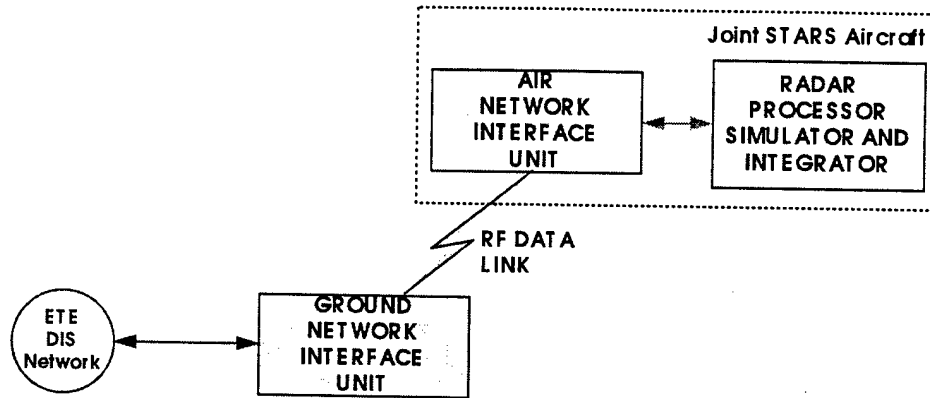 Joint STARS Aircraft
AIR
NETWORK
INTERFACE
UNIT
RADAR
PROCESSOR
SIMULATOR AND
INTEGRATOR
RF DATA
LINK
ETE
DIS
Network
GROUND
NETWORK
INTERFACE
UNIT